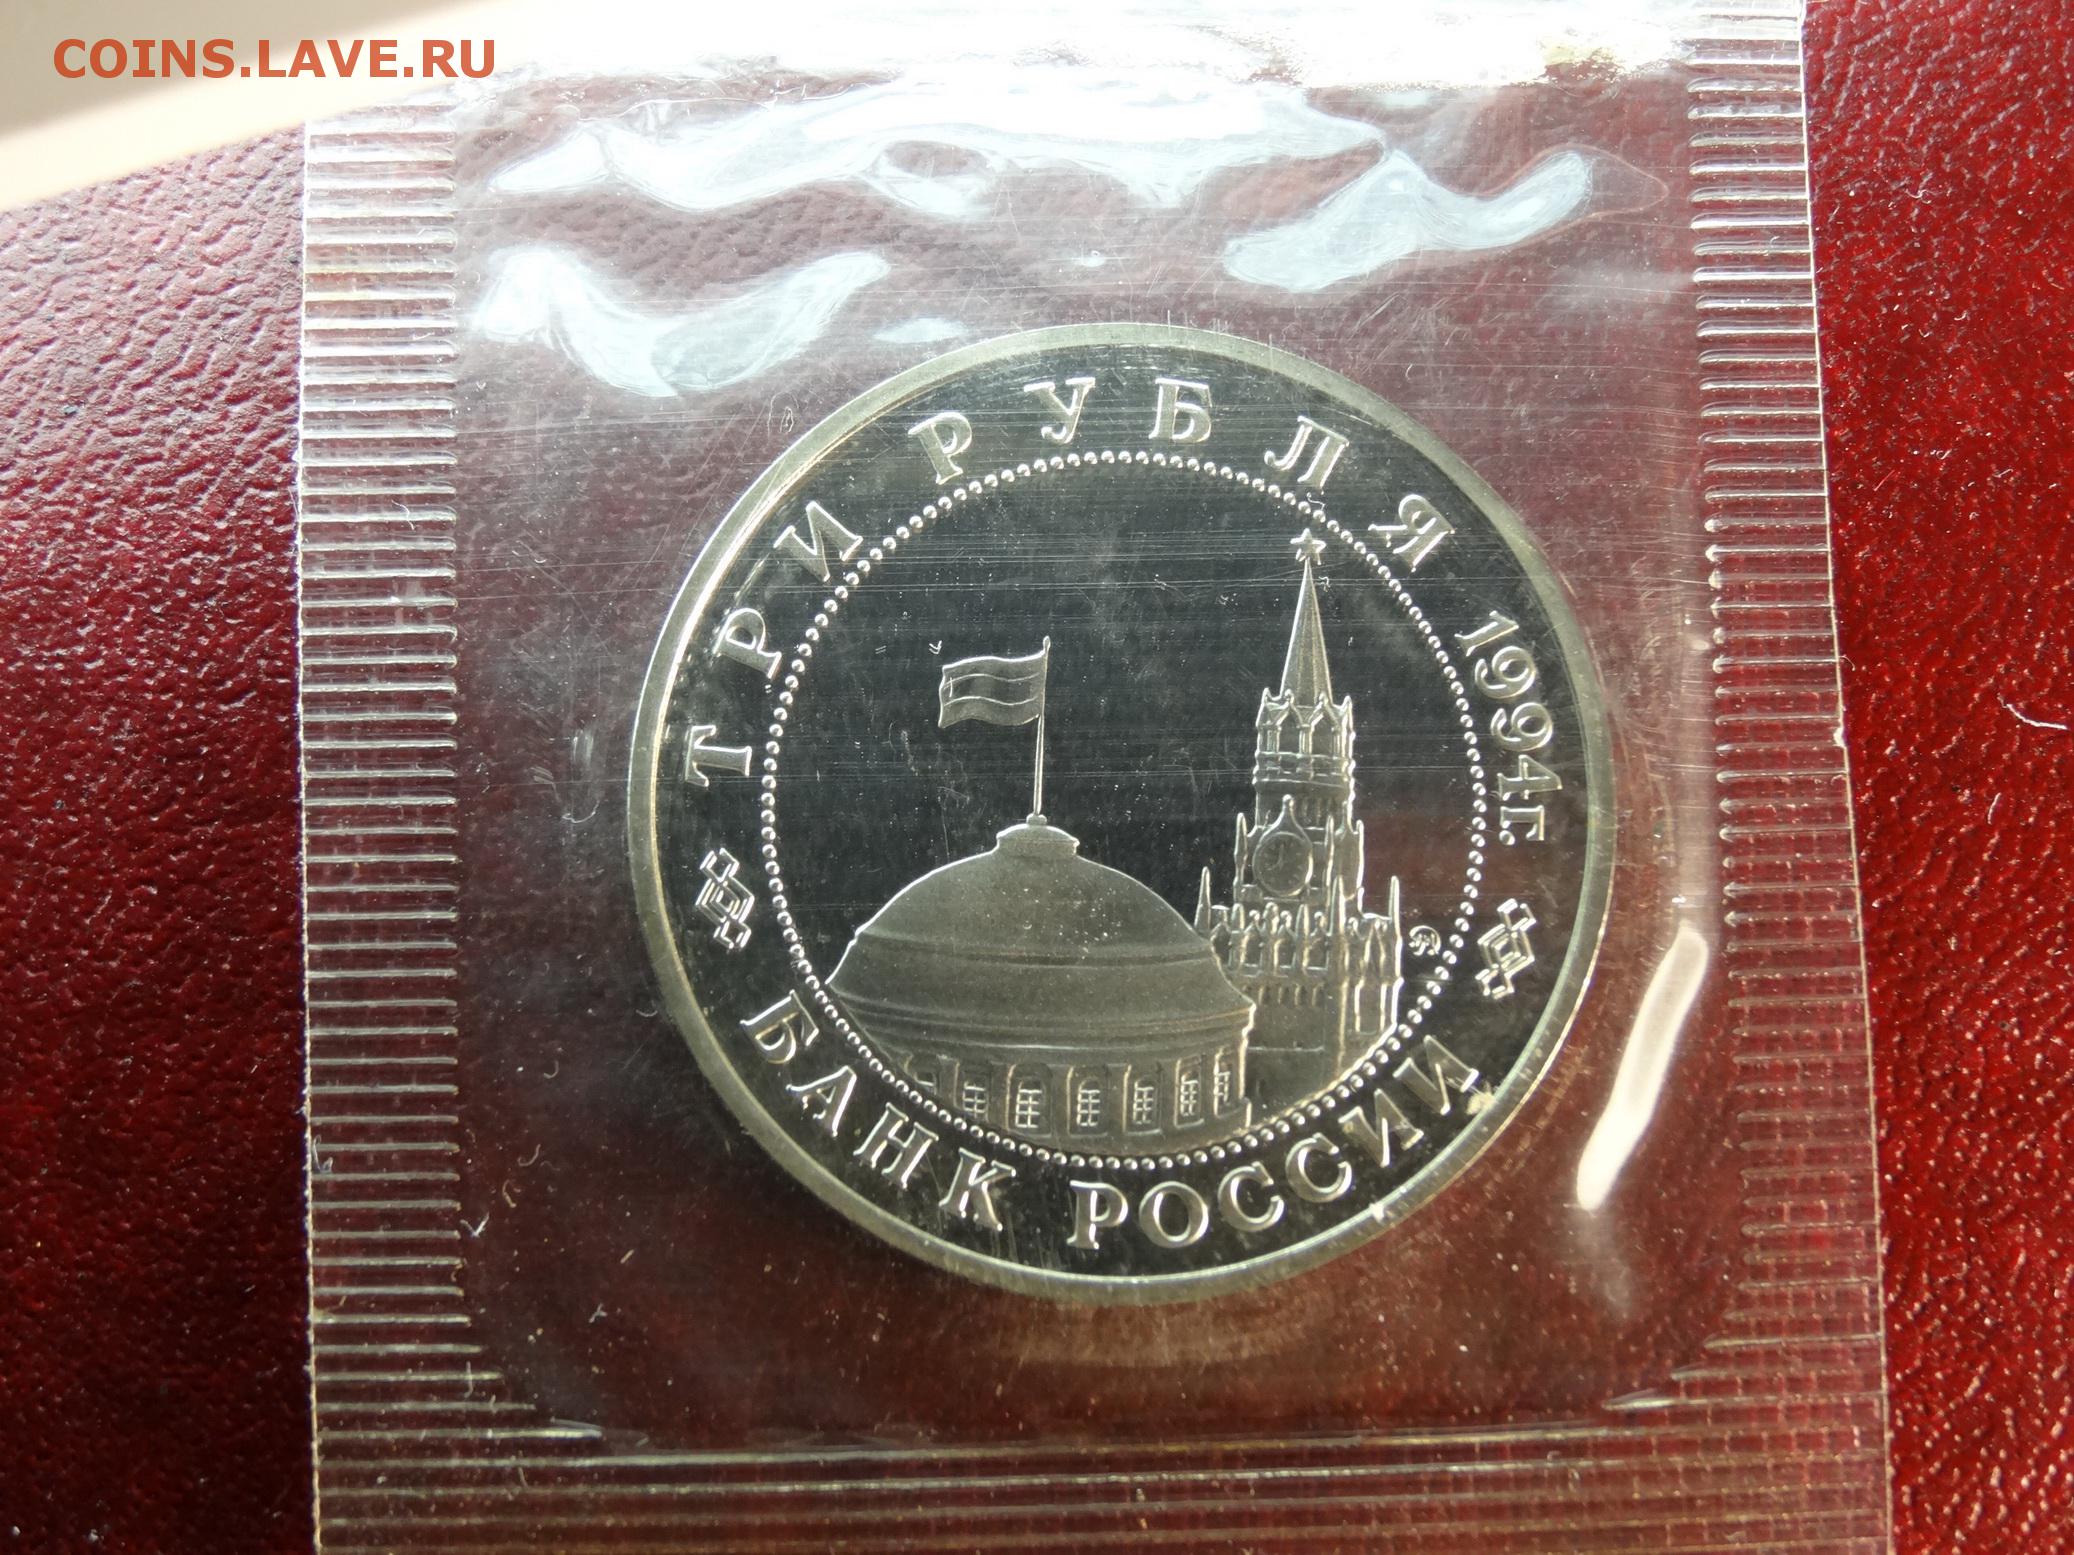 COINS.LAVE.RU
ТРИ РУБЛЯ 1994г.
БАНК РОССИИ